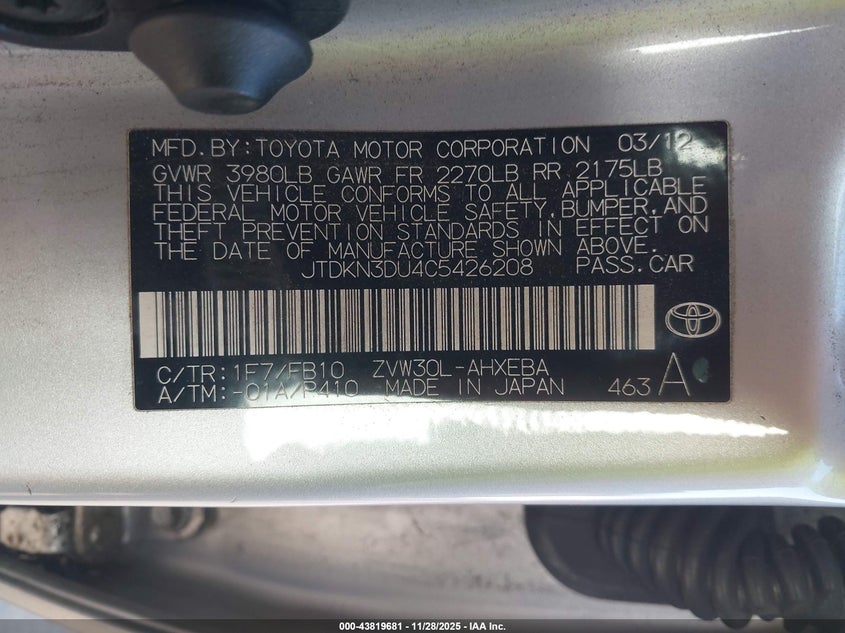 MFD.BY:TOYOTA MOTOR CORPORATION 03/12
GVWR 3980LB GAWR FR 2270LB RR 2175LB
THIS VEHICLE CONFORMS TO ALL APPLICABLE
FEDERAL MOTOR VEHICLE SAFETY,BUMPER,AND
THEFT PREVENTION STANDARDS IN EFFECT ON
THE DATE OF MANUFACTURE SHOWN ABOVE.
JTDKN3DU4C5426208 PASS.CAR
C/TR:1F7/FB10 ZVW30L-AHXEBA
A/TM:-01A/P410 MADE IN JAPAN 463 A
000-43819681 - 11/28/2025 - IAA Inc.